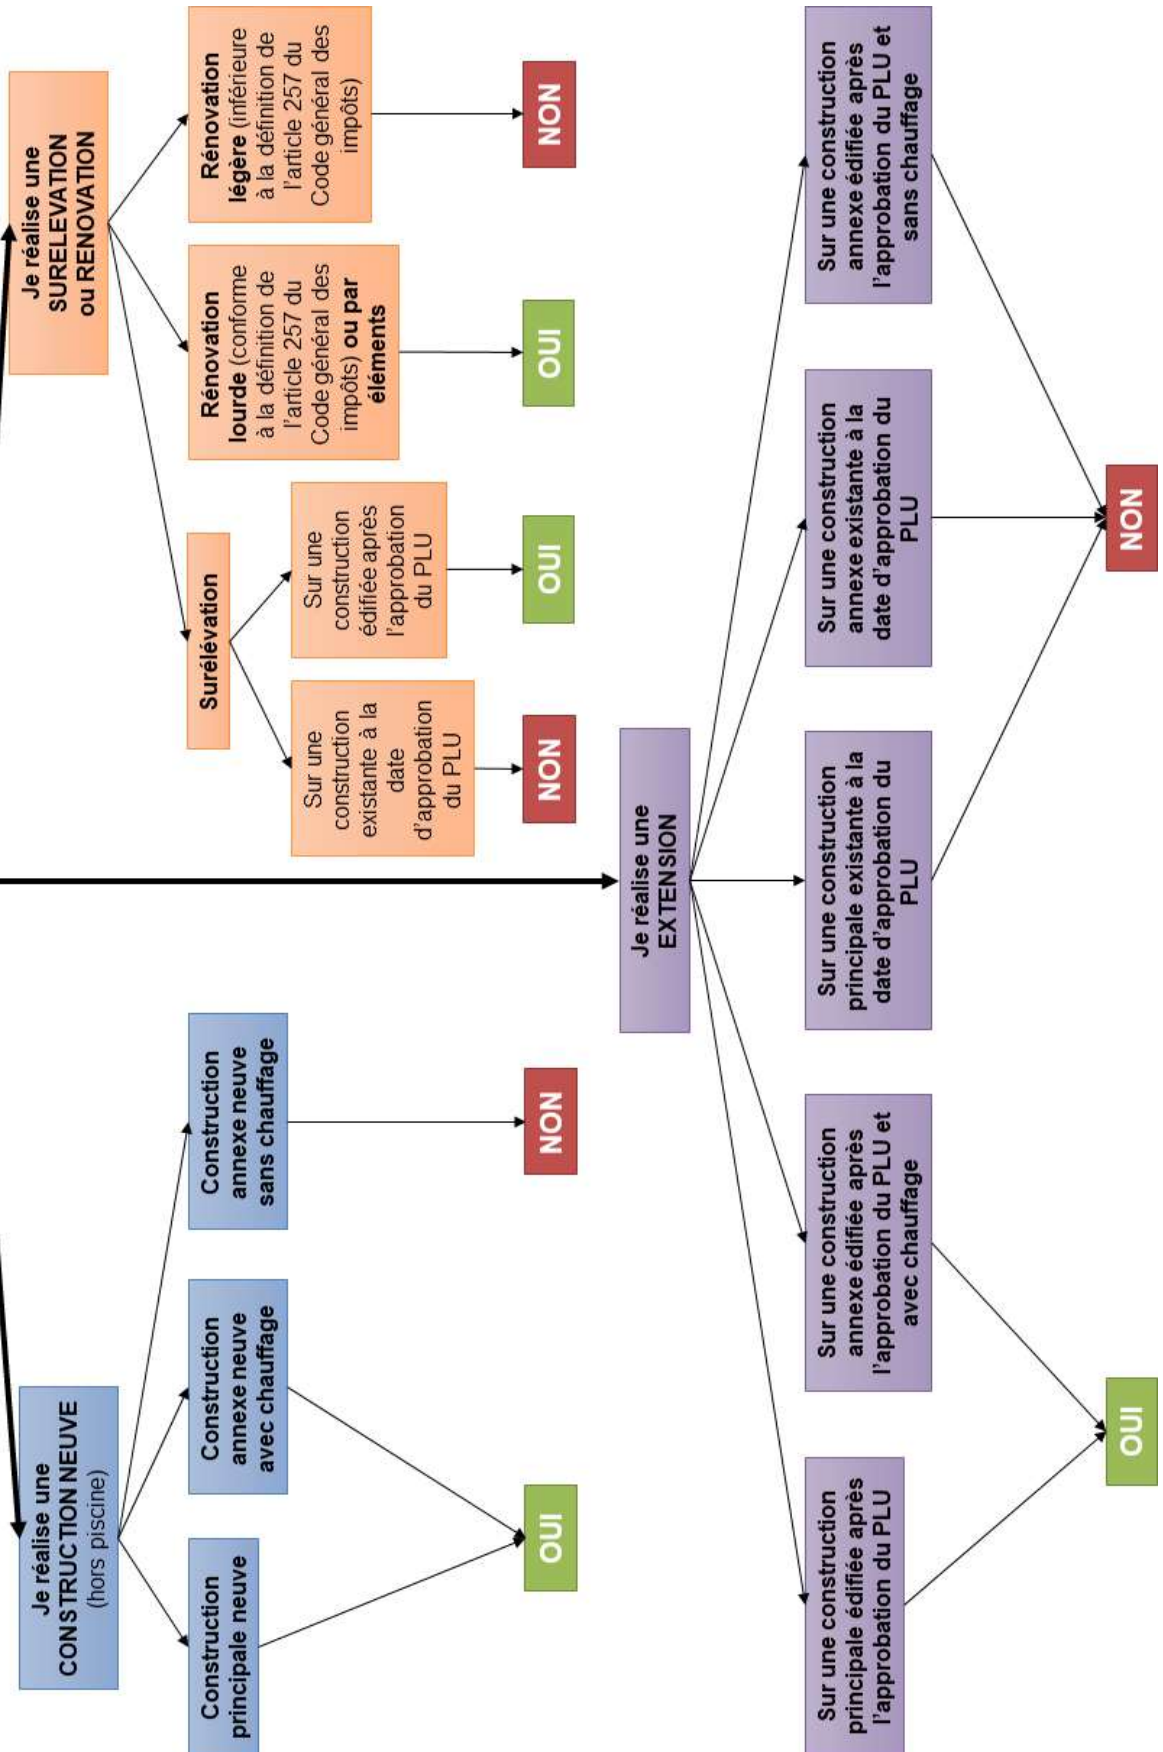 Je réalise une
CONSTRUCTION NEUVE
(hors piscine)
Construction
principale neuve
Construction
annexe neuve
avec chauffage
Construction
annexe neuve
sans chauffage
OUI
NON
Je réalise une
SURELEVATION
ou RENOVATION
Surélévation
Sur une
construction
existante à la
date
d'approbation
du PLU
Sur une
construction
édifiée après
l'approbation
du PLU
Rénovation
lourde (conforme
à la définition de
l'article 257 du
Code général des
impôts) ou par
éléments
Rénovation
légère (inférieure
à la définition de
l'article 257 du
Code général des
impôts)
NON
OUI
OUI
NON
Je réalise une
EXTENSION
Sur une construction
principale édifiée après
l'approbation du PLU
Sur une construction
annexe édifiée après
l'approbation du PLU et
avec chauffage
Sur une construction
principale existante à la
date d'approbation du
PLU
Sur une construction
annexe existante à la
date d'approbation du
PLU
Sur une construction
annexe édifiée après
l'approbation du PLU et
sans chauffage
OUI
NON